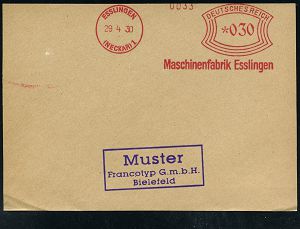 0033
ESSLINGEN
29.4.30
(NECKAR)1
DEUTSCHES REICH
*030
Maschinenfabrik Esslingen
Muster
Francotyp G.m.b.H.
Bielefeld